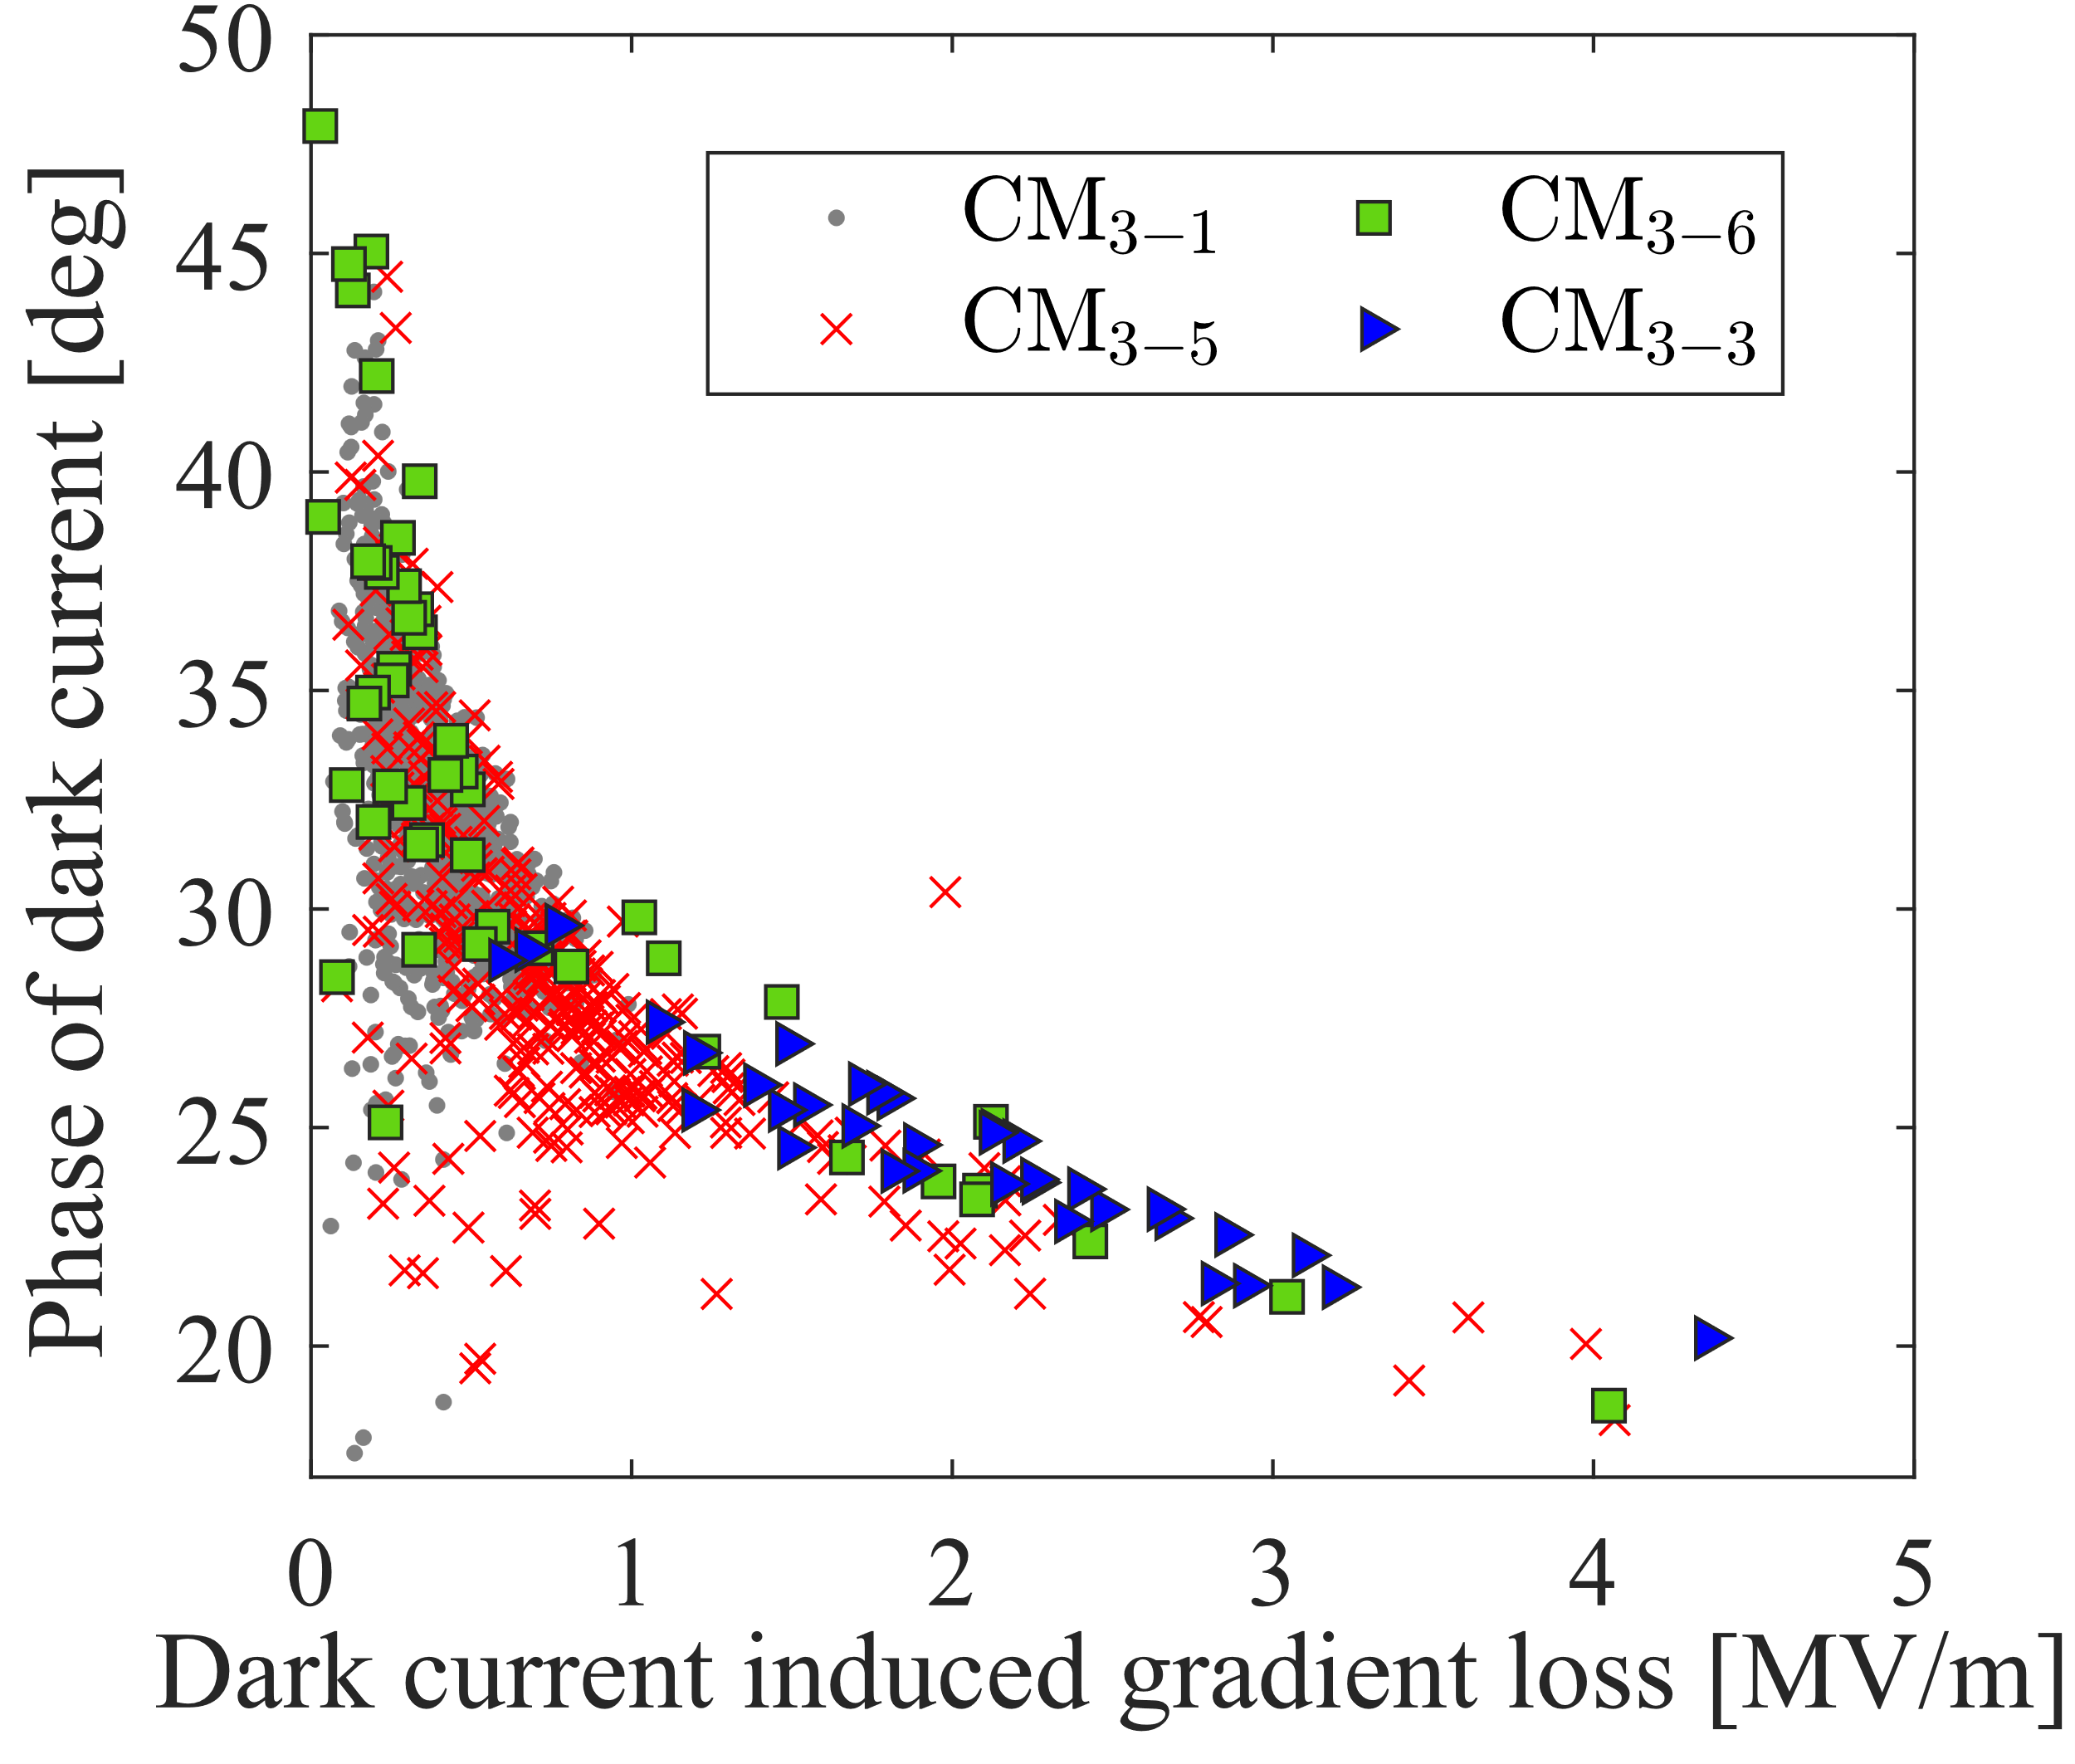 50
45
40
35
30
25
20
Phase of dark current [deg]
CM₃₋₁ CM₃₋₆
CM₃₋₅ CM₃₋₃
0 1 2 3 4 5
Dark current induced gradient loss [MV/m]